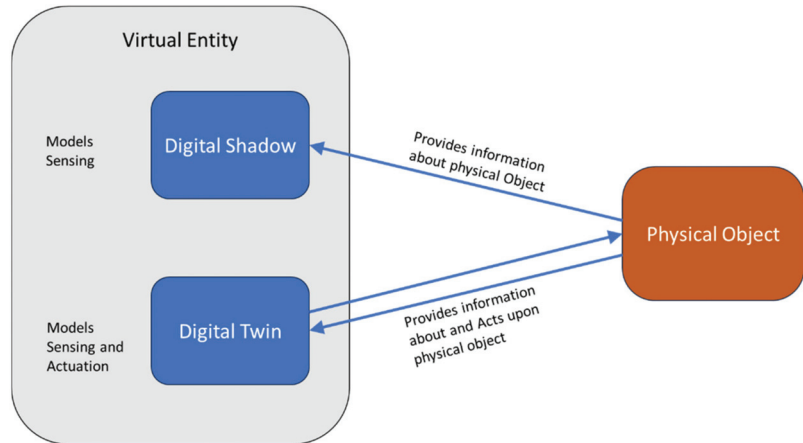 Virtual Entity
Models
Sensing
Digital Shadow
Provides information
about physical Object
Physical Object
Models
Sensing and
Actuation
Digital Twin
Provides information
about and Acts upon
physical object